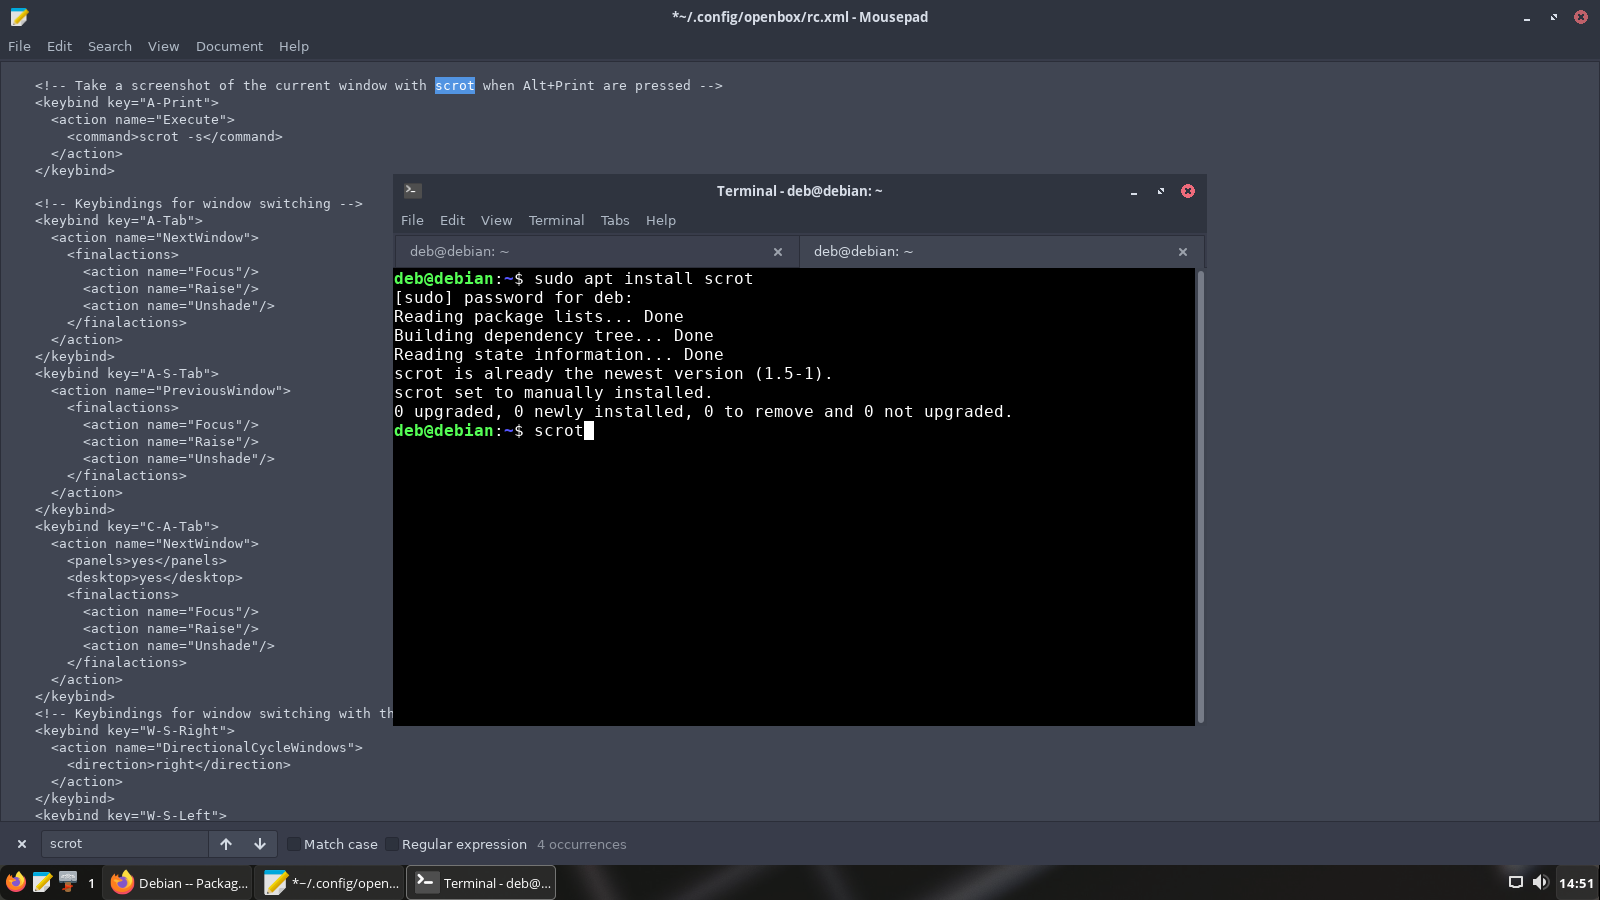 *~/.config/openbox/rc.xml - Mousepad
File Edit Search View Document Help
<!-- Take a screenshot of the current window with scrot when Alt+Print are pressed -->
<keybind key="A-Print">
<action name="Execute">
<command>scrot -s</command>
</action>
</keybind>
<!-- Keybindings for window switching -->
<keybind key="A-Tab">
<action name="NextWindow">
<finalactions>
<action name="Focus"/>
<action name="Raise"/>
<action name="Unshade"/>
</finalactions>
</action>
</keybind>
<keybind key="A-S-Tab">
<action name="PreviousWindow">
<finalactions>
<action name="Focus"/>
<action name="Raise"/>
<action name="Unshade"/>
</finalactions>
</action>
</keybind>
<keybind key="C-A-Tab">
<action name="NextWindow">
<panels>yes</panels>
<desktop>yes</desktop>
<finalactions>
<action name="Focus"/>
<action name="Raise"/>
<action name="Unshade"/>
</finalactions>
</action>
</keybind>
<!-- Keybindings for window switching with th
<keybind key="W-S-Right">
<action name="DirectionalCycleWindows">
<direction>right</direction>
</action>
</keybind>
<keybind key="W-S-Left">
Terminal - deb@debian: ~
File Edit View Terminal Tabs Help
deb@debian: ~
deb@debian: ~
deb@debian:~$ sudo apt install scrot
[sudo] password for deb:
Reading package lists... Done
Building dependency tree... Done
Reading state information... Done
scrot is already the newest version (1.5-1).
scrot set to manually installed.
0 upgraded, 0 newly installed, 0 to remove and 0 not upgraded.
deb@debian:~$ scrot
scrot Match case Regular expression 4 occurrences
1 Debian -- Packag... *~/.config/open... Terminal - deb@... 14:51